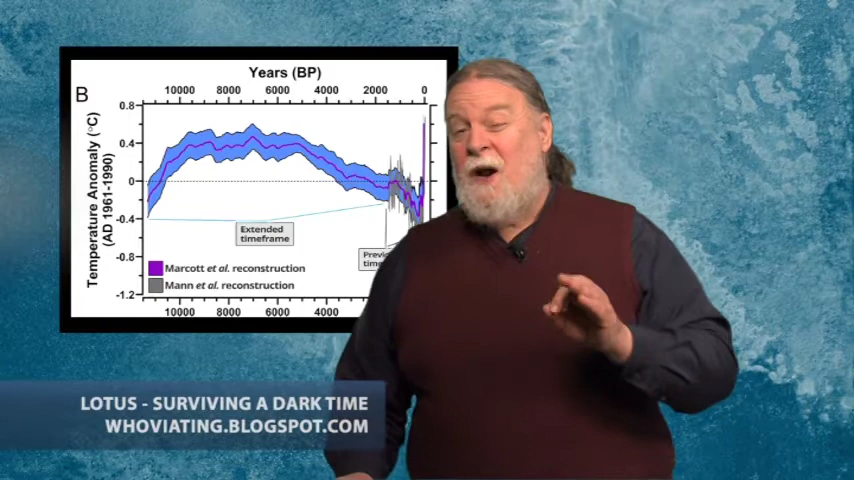 Years (BP)
10000 8000 6000 4000 2000 0
B
0.8
0.4
0
-0.4
-0.8
-1.2
Temperature Anomaly (°C)
(AD 1961-1990)
Extended
timeframe
Marcott et al. reconstruction
Mann et al. reconstruction
10000 8000 6000 4000
LOTUS - SURVIVING A DARK TIME
WHOVIATING.BLOGSPOT.COM